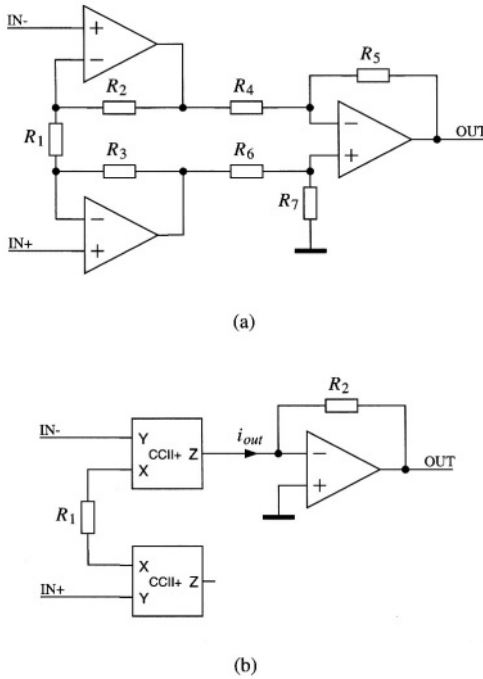 IN-
+
−
R2
R4
R5
R1
R3
R6
−
+
OUT
R7
−
+
IN+
(a)
IN-
Y
CCII+
Z
X
iout
R2
−
+
OUT
R1
X
CCII+
Z
Y
IN+
(b)